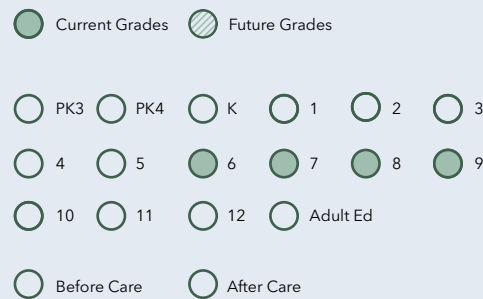 Current Grades Future Grades
PK3 PK4 K 1 2 3
4 5 6 7 8 9
10 11 12 Adult Ed
Before Care After Care